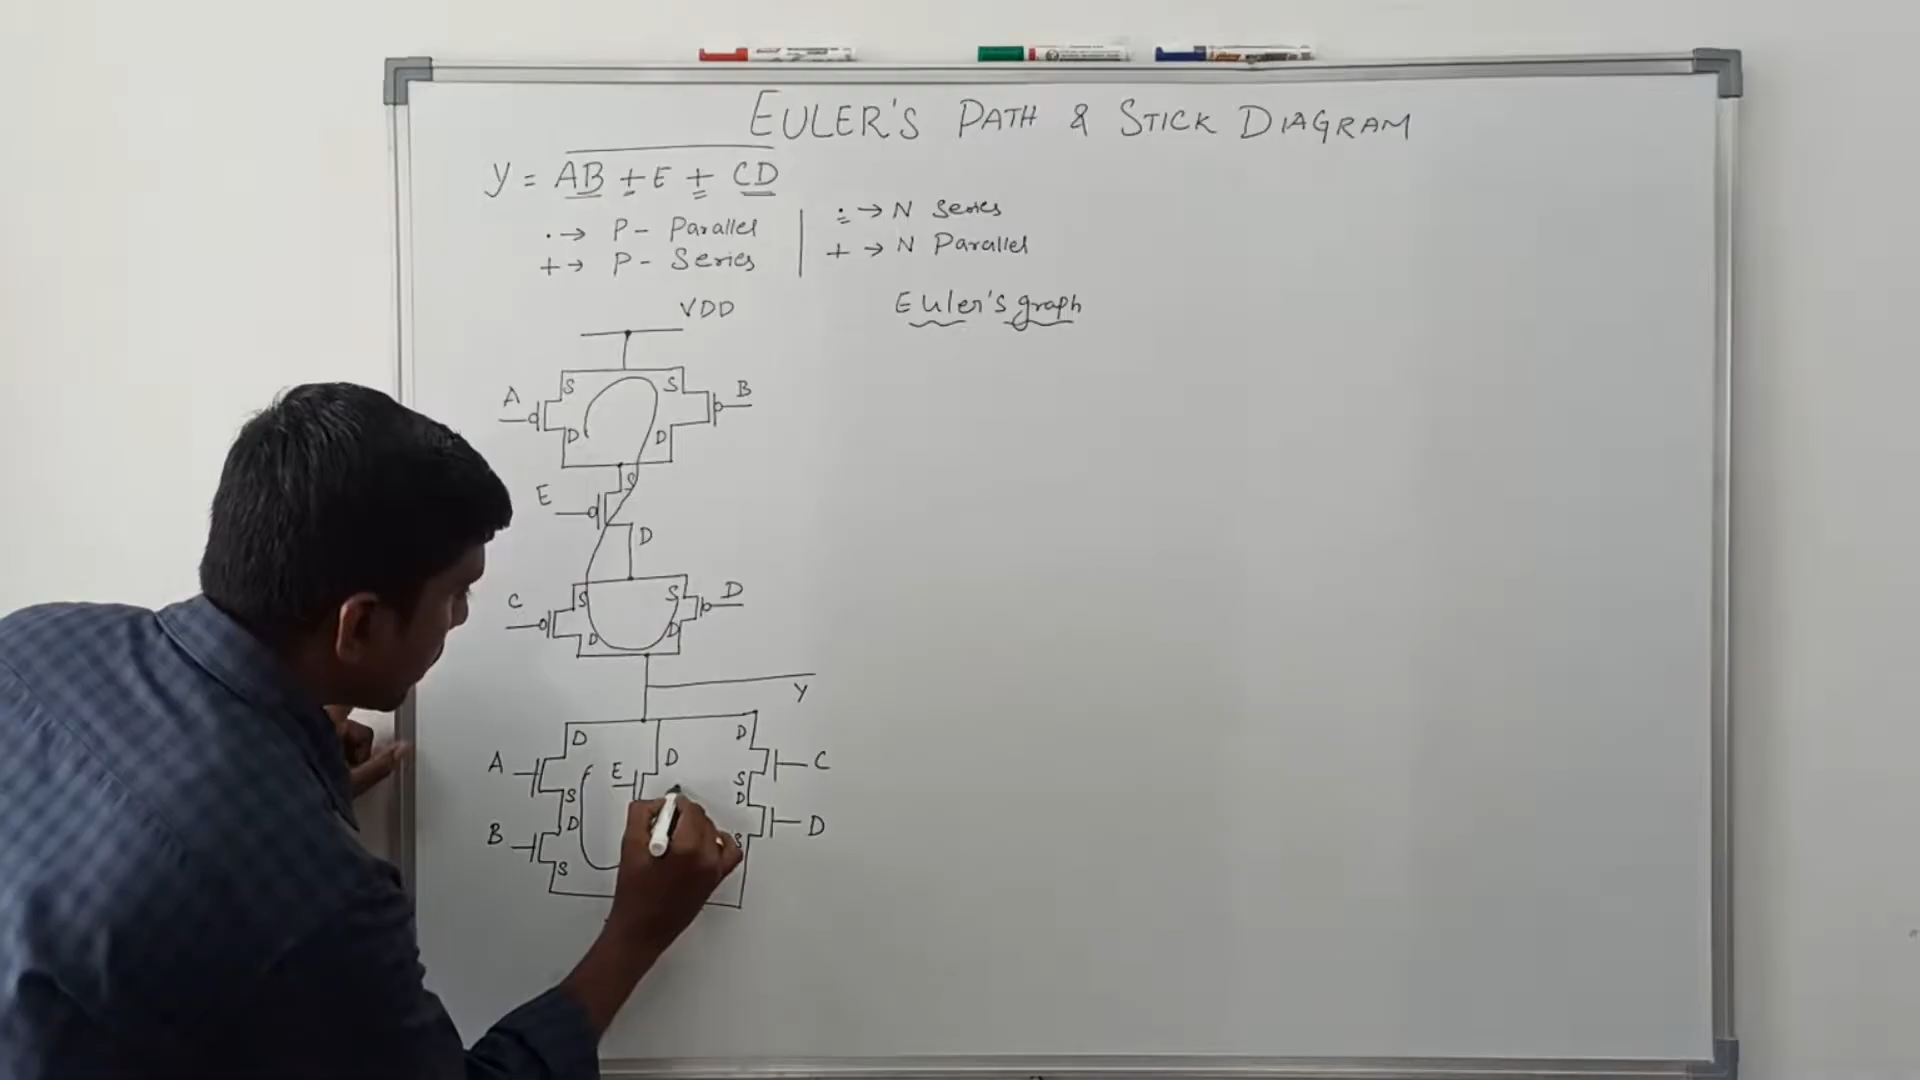 EULER'S PATH & STICK DIAGRAM
Y = AB + E + CD
. → P - Parallel
+ → P - Series
. → N Series
+ → N Parallel
Euler's graph
VDD
A S S B
D D
E S
D
C S S D
D D
Y
A D E D D C
S S
B D D D
S S